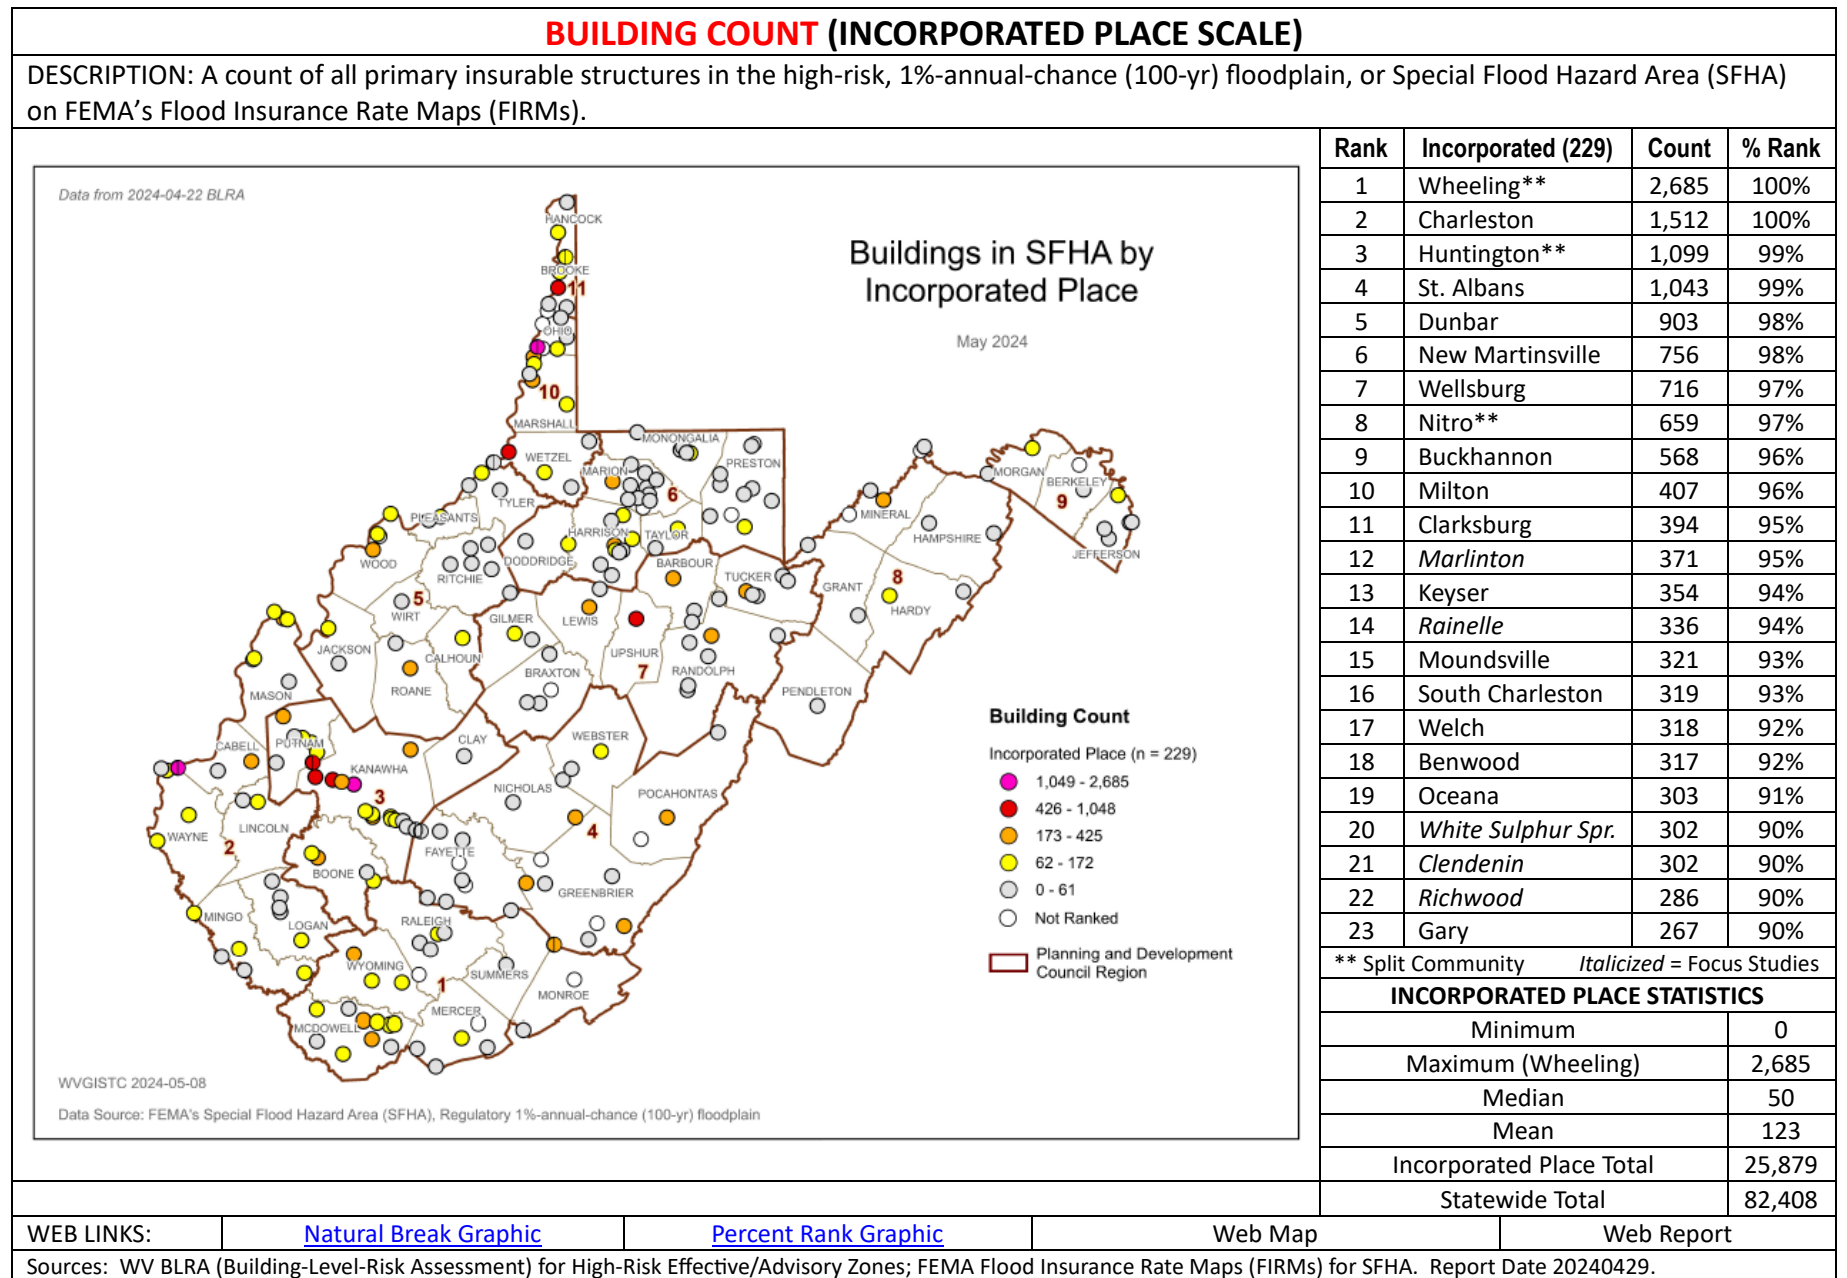 BUILDING COUNT (INCORPORATED PLACE SCALE)
DESCRIPTION: A count of all primary insurable structures in the high-risk, 1%-annual-chance (100-yr) floodplain, or Special Flood Hazard Area (SFHA)
on FEMA's Flood Insurance Rate Maps (FIRMs).
Data from 2024-04-22 BLRA
Buildings in SFHA by
Incorporated Place
May 2024
HANCOCK
BROOKE
11
OHIO
10
MARSHALL
WETZEL
MONONGALIA
MARION
PRESTON
6
TYLER
PLEASANTS
HARRISON
TAYLOR
DODDRIDGE
WOOD
RITCHIE
BARBOUR
TUCKER
MORGAN
BERKELEY
9
JEFFERSON
MINERAL
HAMPSHIRE
GRANT
8
HARDY
5
WIRT
GILMER
LEWIS
UPSHUR
7
RANDOLPH
JACKSON
CALHOUN
ROANE
BRAXTON
PENDLETON
MASON
CABELL
PUTNAM
KANAWHA
CLAY
WEBSTER
3
NICHOLAS
POCAHONTAS
WAYNE
2
LINCOLN
4
FAYETTE
BOONE
GREENBRIER
MINGO
LOGAN
RALEIGH
WYOMING
1
SUMMERS
MONROE
MERCER
MCDOWELL
Building Count
Incorporated Place (n = 229)
1,049 - 2,685
426 - 1,048
173 - 425
62 - 172
0 - 61
Not Ranked
Planning and Development
Council Region
WVGISTC 2024-05-08
Data Source: FEMA's Special Flood Hazard Area (SFHA), Regulatory 1%-annual-chance (100-yr) floodplain
Rank Incorporated (229) Count % Rank
1 Wheeling** 2,685 100%
2 Charleston 1,512 100%
3 Huntington** 1,099 99%
4 St. Albans 1,043 99%
5 Dunbar 903 98%
6 New Martinsville 756 98%
7 Wellsburg 716 97%
8 Nitro** 659 97%
9 Buckhannon 568 96%
10 Milton 407 96%
11 Clarksburg 394 95%
12 Marlinton 371 95%
13 Keyser 354 94%
14 Rainelle 336 94%
15 Moundsville 321 93%
16 South Charleston 319 93%
17 Welch 318 92%
18 Benwood 317 92%
19 Oceana 303 91%
20 White Sulphur Spr. 302 90%
21 Clendenin 302 90%
22 Richwood 286 90%
23 Gary 267 90%
** Split Community Italicized = Focus Studies
INCORPORATED PLACE STATISTICS
Minimum 0
Maximum (Wheeling) 2,685
Median 50
Mean 123
Incorporated Place Total 25,879
Statewide Total 82,408
WEB LINKS: Natural Break Graphic Percent Rank Graphic Web Map Web Report
Sources: WV BLRA (Building-Level-Risk Assessment) for High-Risk Effective/Advisory Zones; FEMA Flood Insurance Rate Maps (FIRMs) for SFHA. Report Date 20240429.